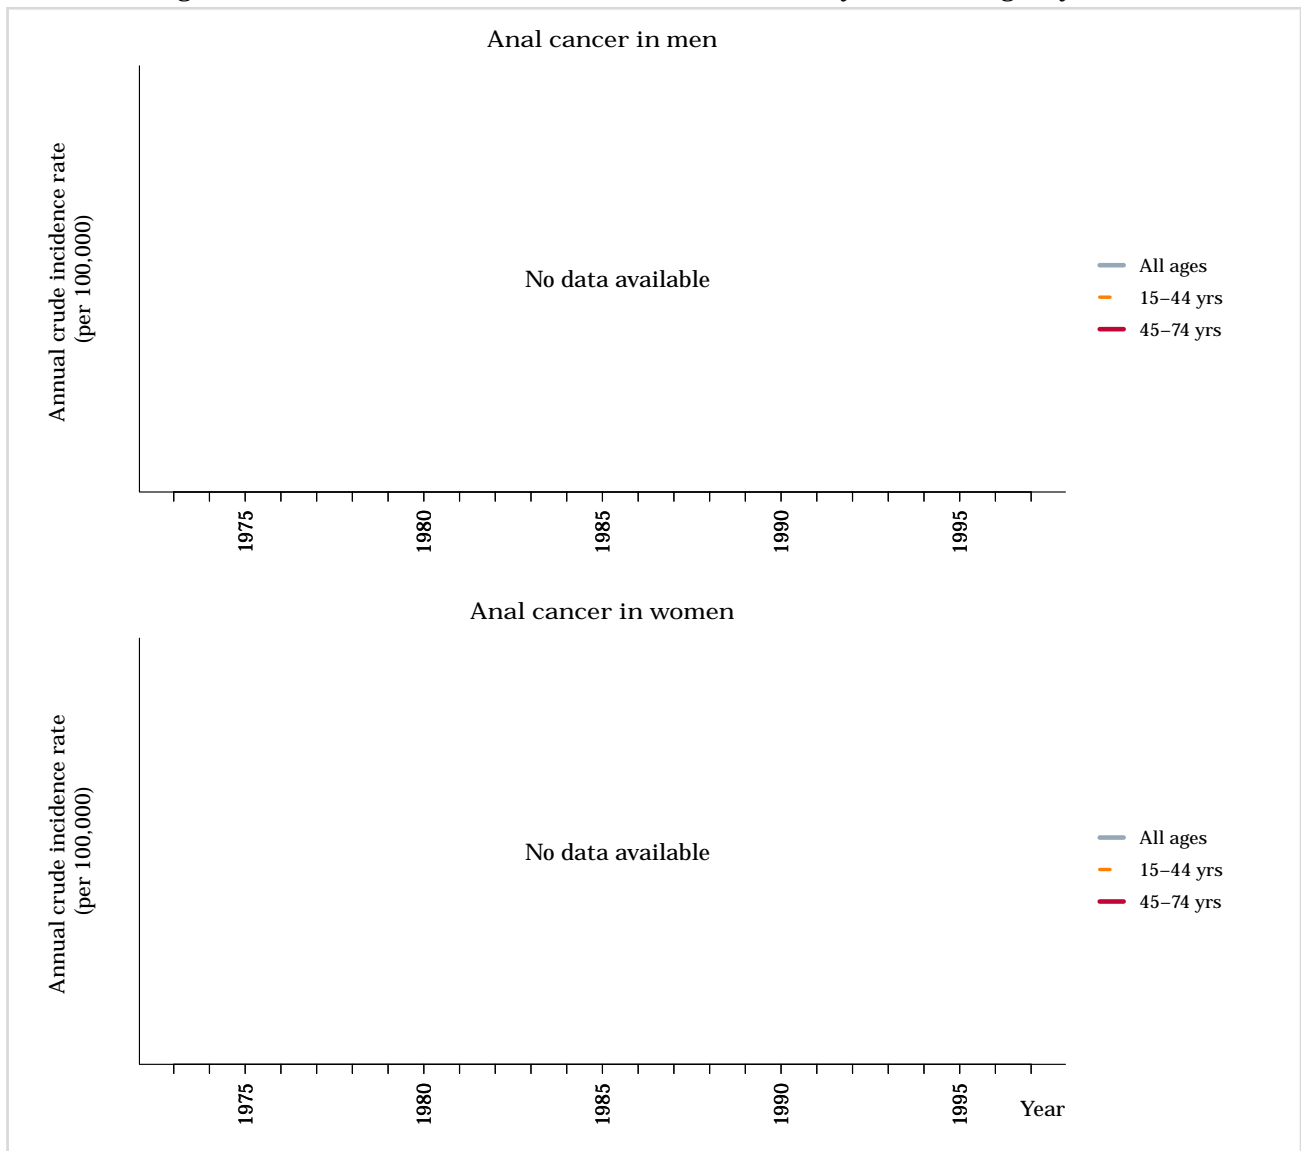 Anal cancer in men
Annual crude incidence rate
(per 100,000)
No data available
All ages
15–44 yrs
45–74 yrs
1975
1980
1985
1990
1995
Anal cancer in women
Annual crude incidence rate
(per 100,000)
No data available
All ages
15–44 yrs
45–74 yrs
1975
1980
1985
1990
1995
Year